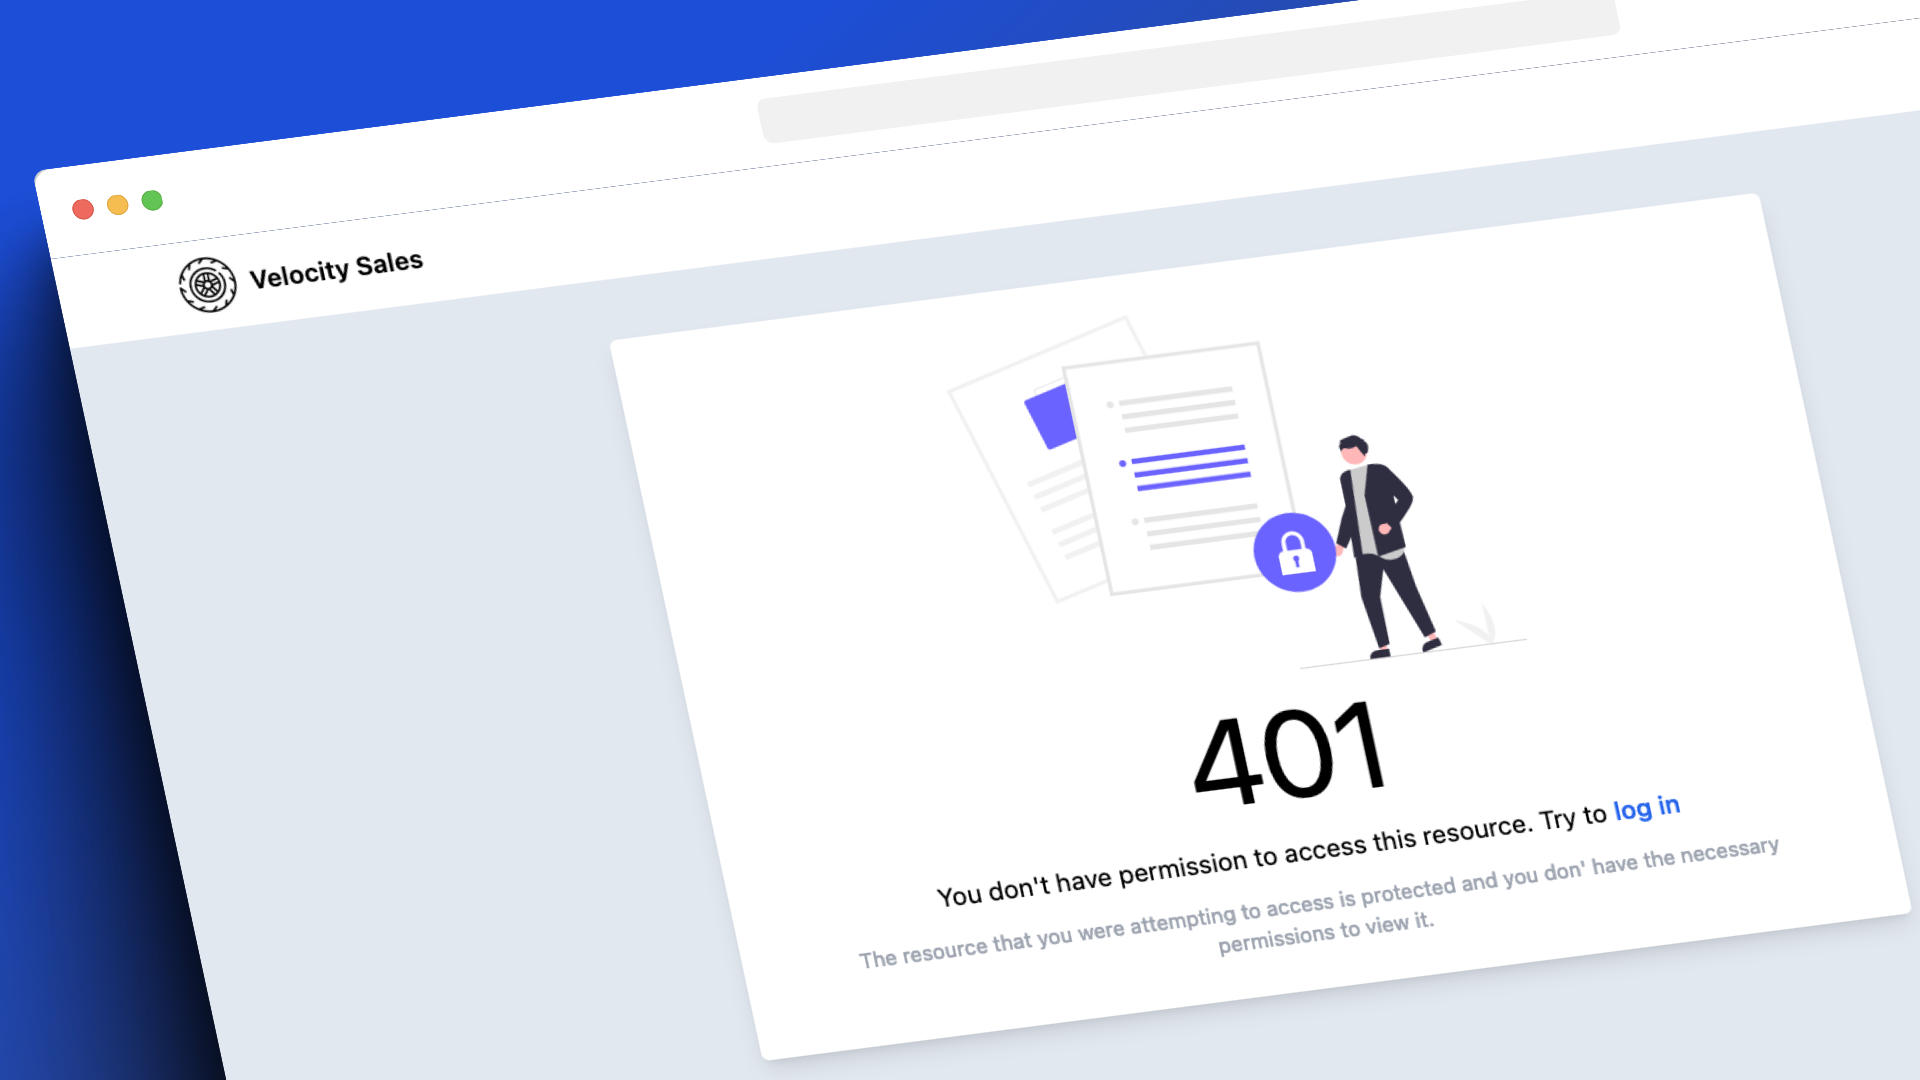 Velocity Sales
401
You don't have permission to access this resource. Try to log in
The resource that you were attempting to access is protected and you don' have the necessary
permissions to view it.